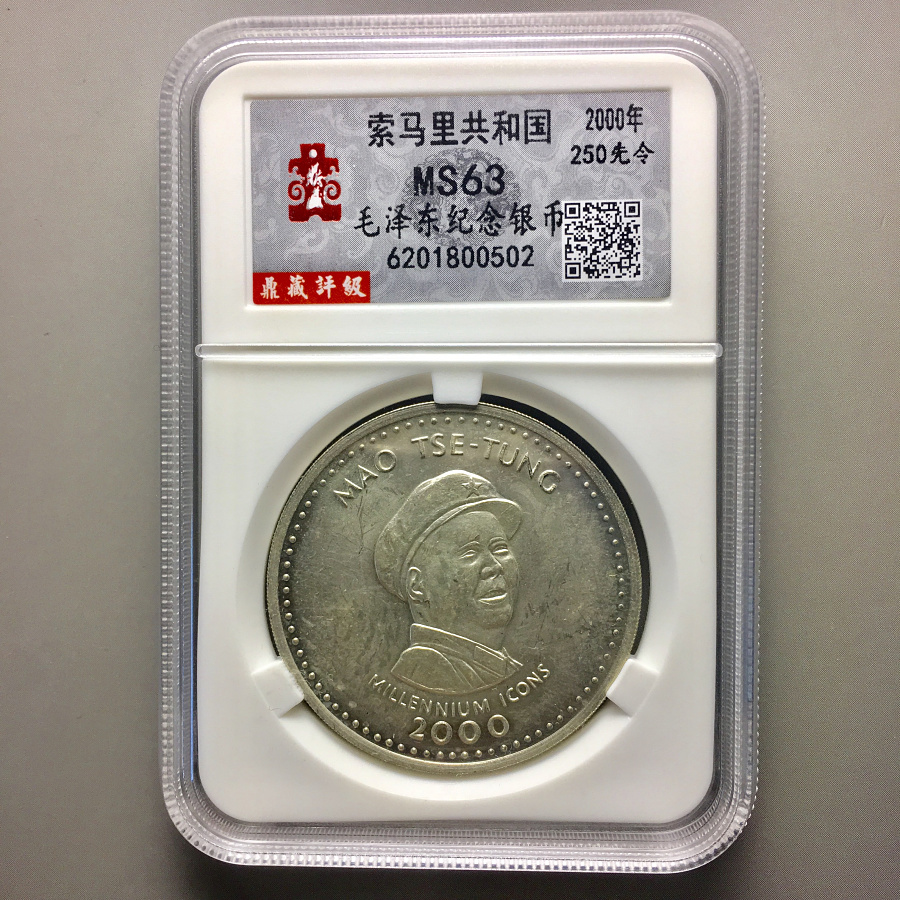 索马里共和国
2000年
250先令
MS63
毛泽东纪念银币
6201800502
鼎藏評級
MAO TSE-TUNG
MILLENNIUM ICONS
2000